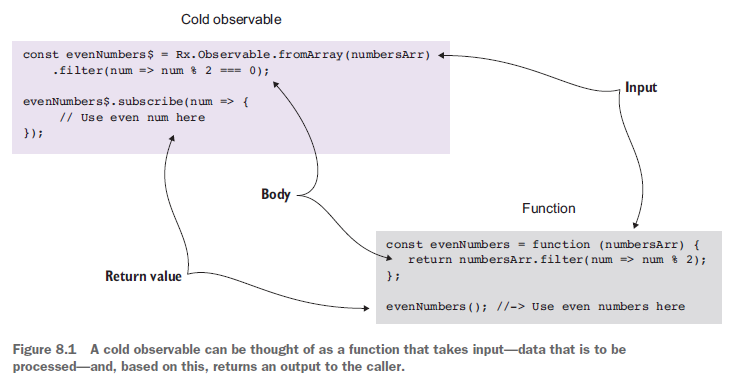 Cold observable
const evenNumbers$ = Rx.Observable.fromArray(numbersArr)
.filter(num => num % 2 === 0);
evenNumbers$.subscribe(num => {
// Use even num here
});
Input
Body
Function
const evenNumbers = function (numbersArr) {
return numbersArr.filter(num => num % 2);
};
evenNumbers(); //-> Use even numbers here
Return value
Figure 8.1 A cold observable can be thought of as a function that takes input—data that is to be
processed—and, based on this, returns an output to the caller.